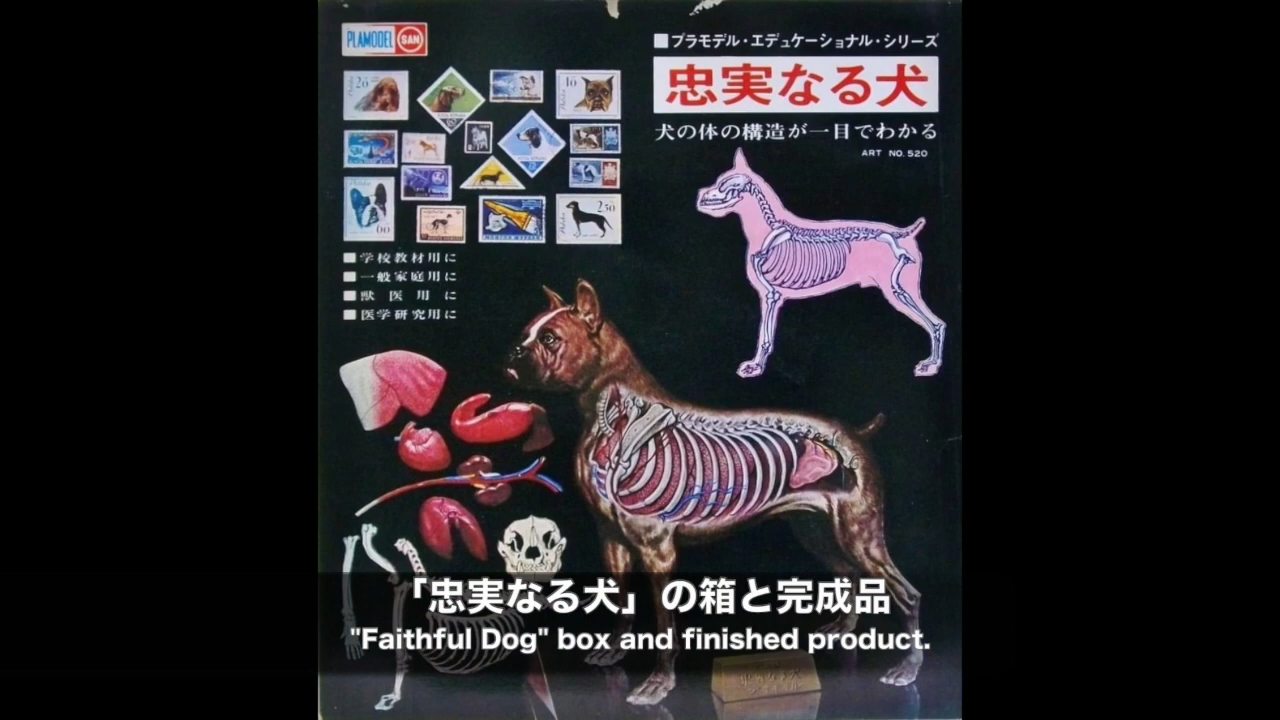 PLAMODEL SAN
■プラモデル・エデュケーショナル・シリーズ
忠実なる犬
犬の体の構造が一目でわかる
ART NO. 520
■学校教材用に
■一般家庭用に
■獣医用に
■医学研究用に
「忠実なる犬」の箱と完成品
"Faithful Dog" box and finished product.